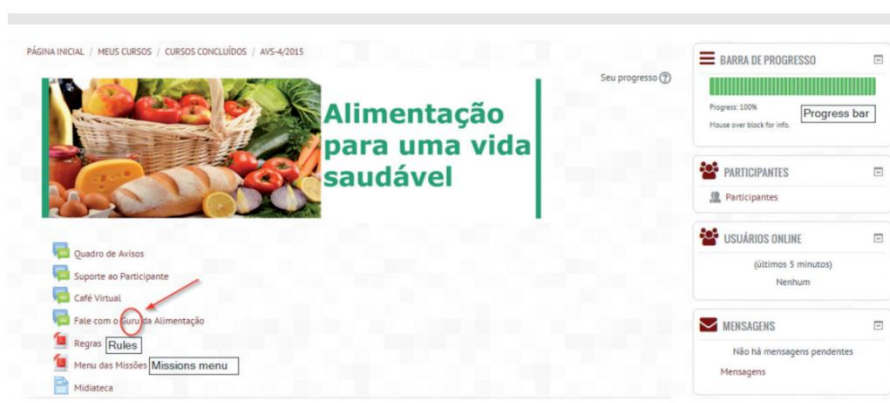 PÁGINA INICIAL / MEUS CURSOS / CURSOS CONCLUÍDOS / AVS-4/2015
Seu progresso
Alimentação
para uma vida
saudável
Quadro de Avisos
Suporte ao Participante
Café Virtual
Fale com o Guru da Alimentação
Regras Rules
Menu das Missões Missions menu
Midiateca
BARRA DE PROGRESSO
Progress: 100%
Progress bar
Mouse over block for info.
PARTICIPANTES
Participantes
USUÁRIOS ONLINE
(últimos 5 minutos)
Nenhum
MENSAGENS
Não há mensagens pendentes
Mensagens